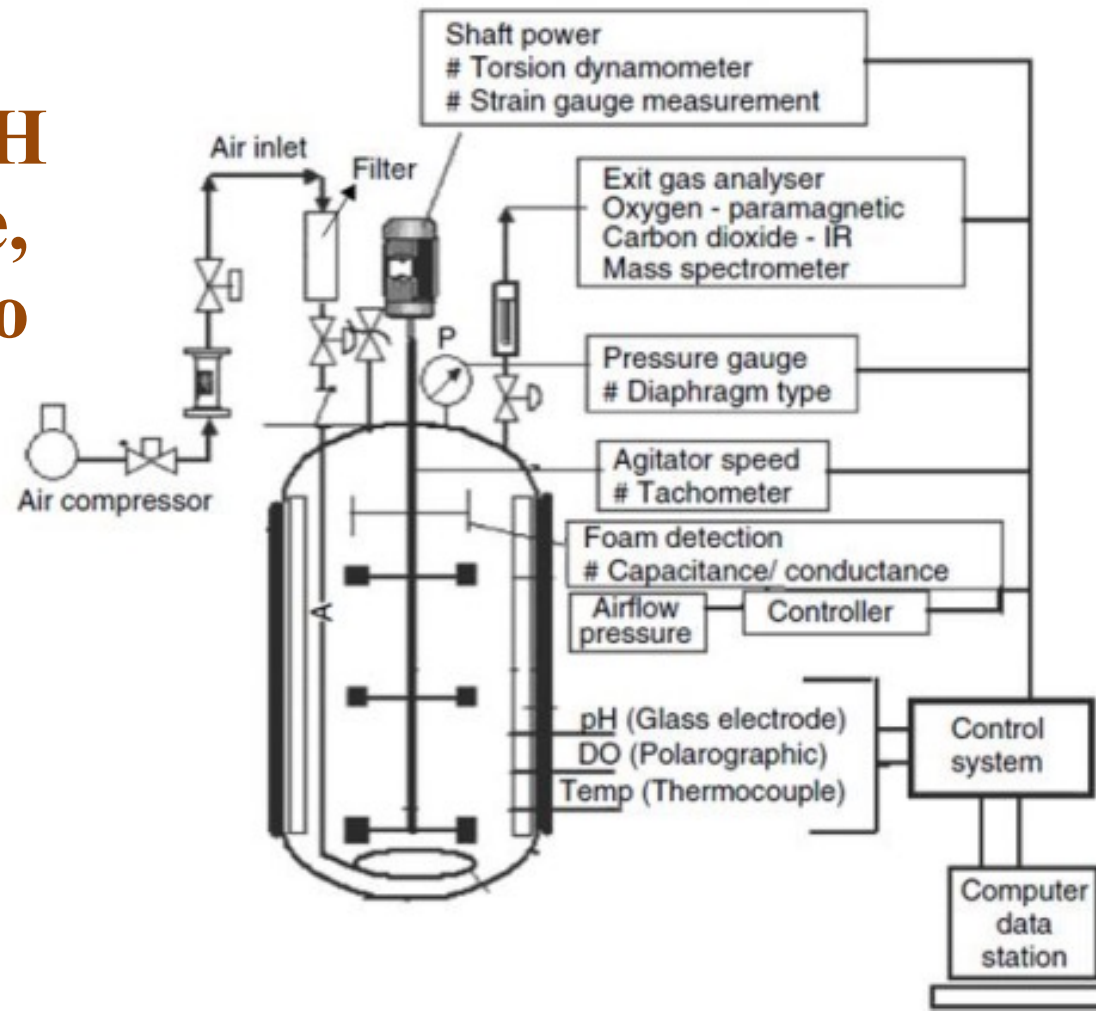 H
e,
o
Shaft power
# Torsion dynamometer
# Strain gauge measurement
Air inlet
Filter
Exit gas analyser
Oxygen - paramagnetic
Carbon dioxide - IR
Mass spectrometer
P
Pressure gauge
# Diaphragm type
Air compressor
Agitator speed
# Tachometer
Foam detection
# Capacitance/ conductance
Airflow
pressure
Controller
A
pH (Glass electrode)
DO (Polarographic)
Temp (Thermocouple)
Control
system
Computer
data
station